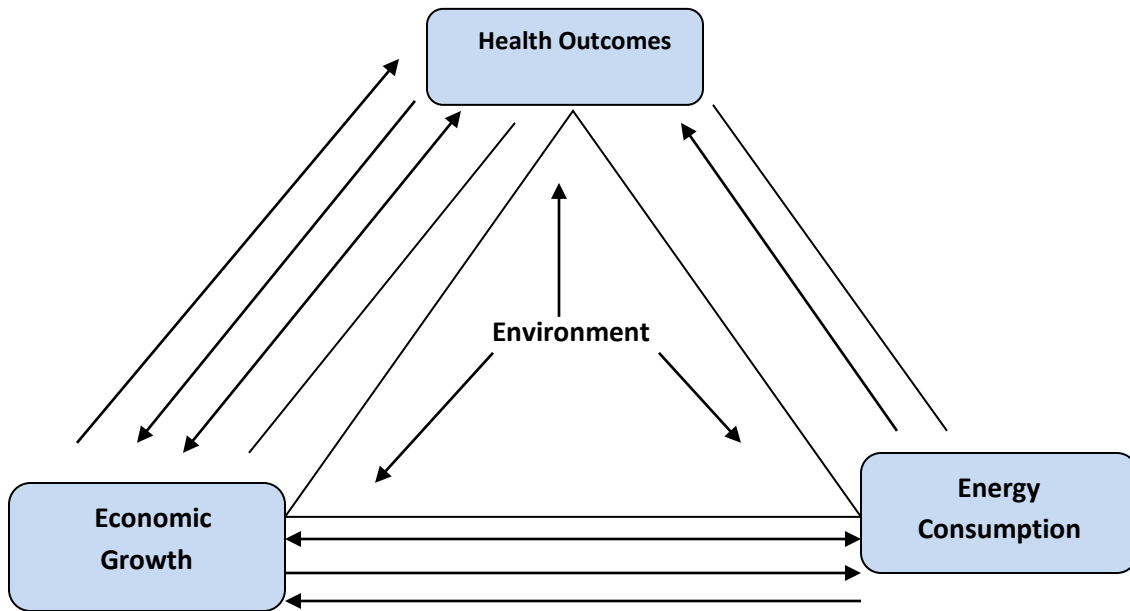 Health Outcomes
Environment
Economic
Growth
Energy
Consumption